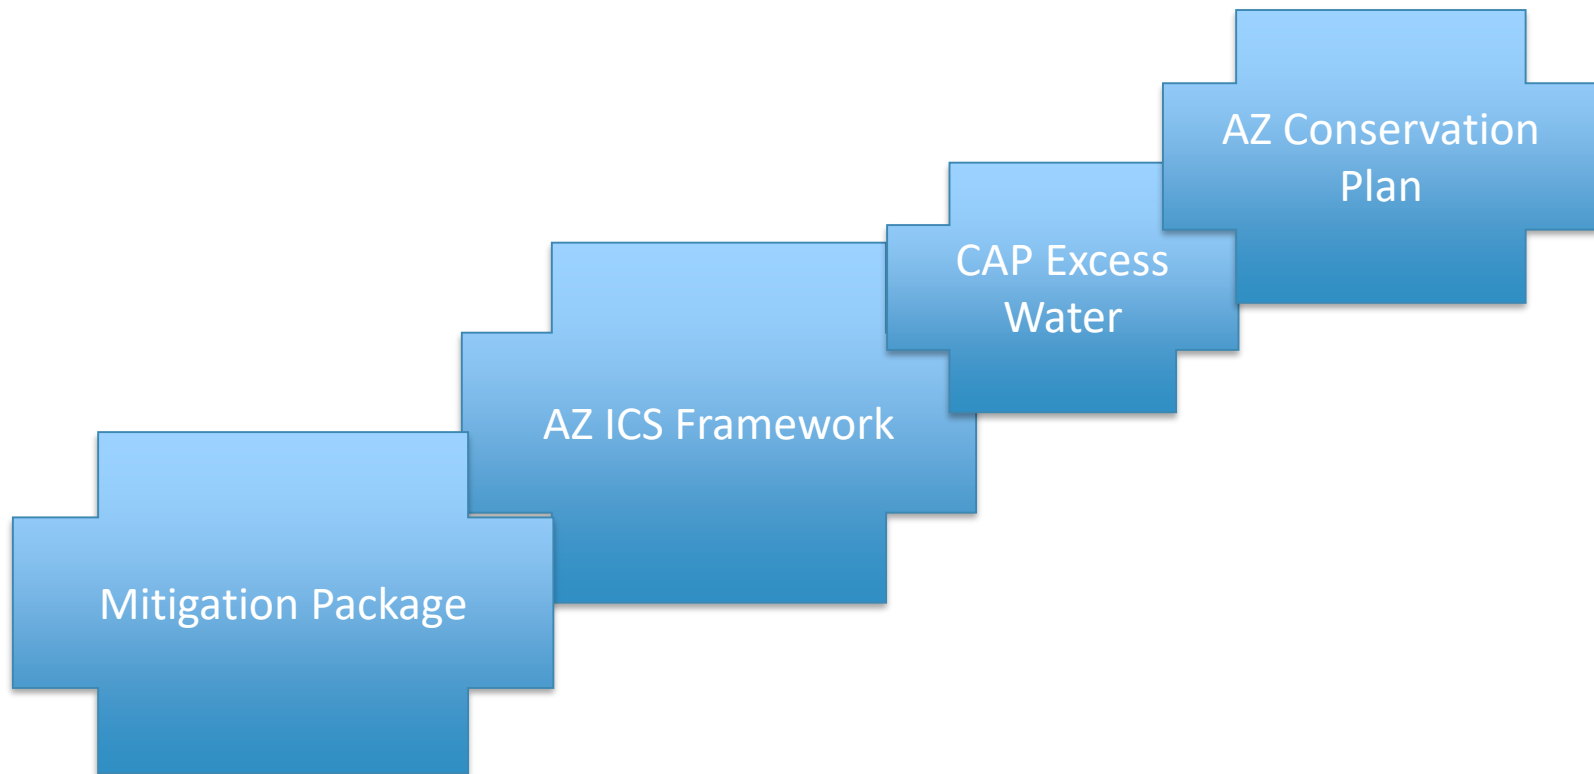 AZ Conservation
Plan
CAP Excess
Water
AZ ICS Framework
Mitigation Package